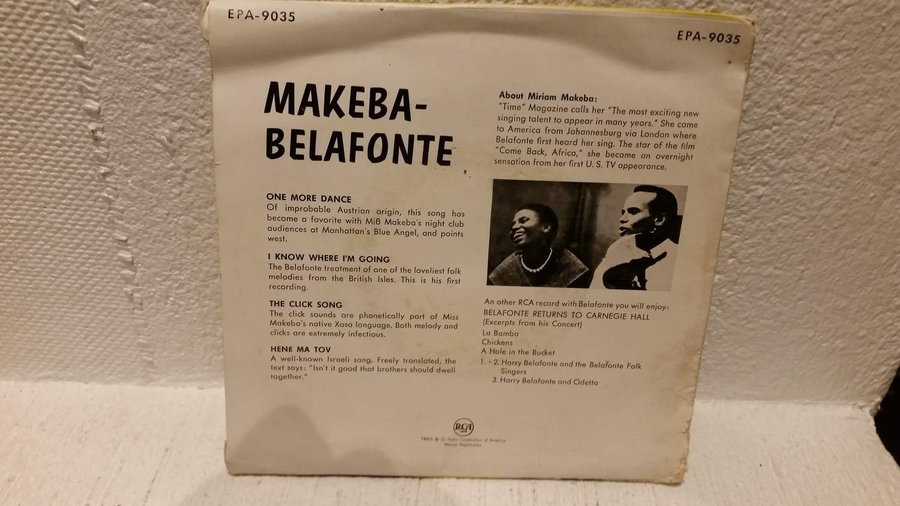 EPA-9035
EPA-9035
MAKEBA-
BELAFONTE
ONE MORE DANCE
Of improbable Austrian origin, this song has
become a favorite with MiB Makeba's night club
audiences at Manhattan's Blue Angel, and points
west.
I KNOW WHERE I'M GOING
The Belafonte treatment of one of the loveliest folk
melodies from the British Isles. This is his first
recording.
THE CLICK SONG
The click sounds are phonetically part of Miss
Makeba's native Xosa language. Both melody and
clicks are extremely infectious.
HENE MA TOV
A well-known Israeli song. Freely translated, the
text says: "Isn't it good that brothers should dwell
together."
About Miriam Makeba:
"Time" Magazine calls her "The most exciting new
singing talent to appear in many years." She came
to America from Johannesburg via London where
Belafonte first heard her sing. The star of the film
"Come Back, Africa," she became an overnight
sensation from her first U. S. TV appearance.
An other RCA record with Belafonte you will enjoy:
BELAFONTE RETURNS TO CARNEGIE HALL
(Excerpts from his Concert)
La Bamba
Chickens
A Hole in the Bucket
1. + 2. Harry Belafonte and the Belafonte Folk
Singers
3. Harry Belafonte and Odetta
RCA
TMKS ® © Radio Corporation of America